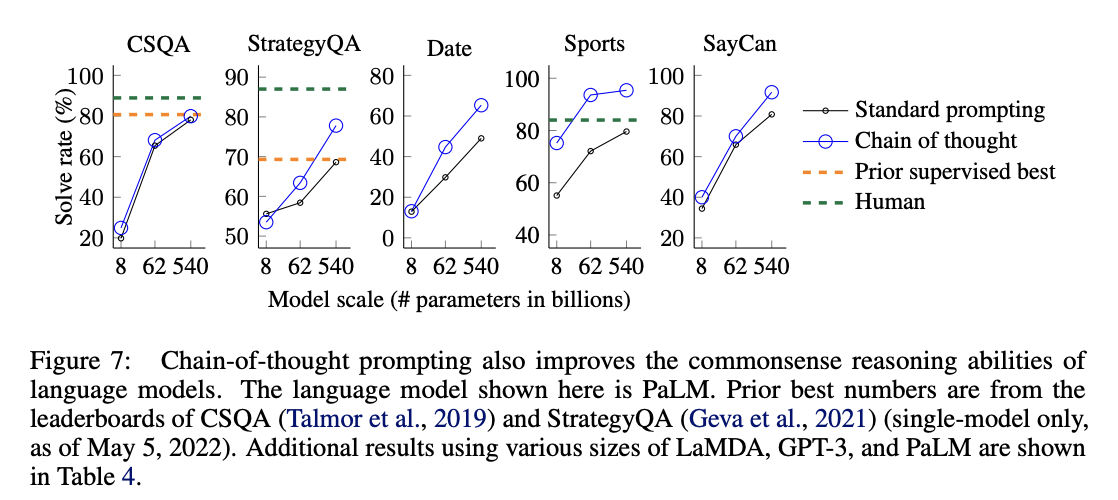 CSQA StrategyQA Date Sports SayCan
Solve rate (%)
100 90 80 100 100
80 80 60 80 80
60 70 40 60 60
40 60 20 40 40
20 50 0 20
8 62 540 8 62 540 8 62 540 8 62 540 8 62 540
Model scale (# parameters in billions)
Standard prompting
Chain of thought
Prior supervised best
Human
Figure 7: Chain-of-thought prompting also improves the commonsense reasoning abilities of
language models. The language model shown here is PaLM. Prior best numbers are from the
leaderboards of CSQA (Talmor et al., 2019) and StrategyQA (Geva et al., 2021) (single-model only,
as of May 5, 2022). Additional results using various sizes of LaMDA, GPT-3, and PaLM are shown
in Table 4.